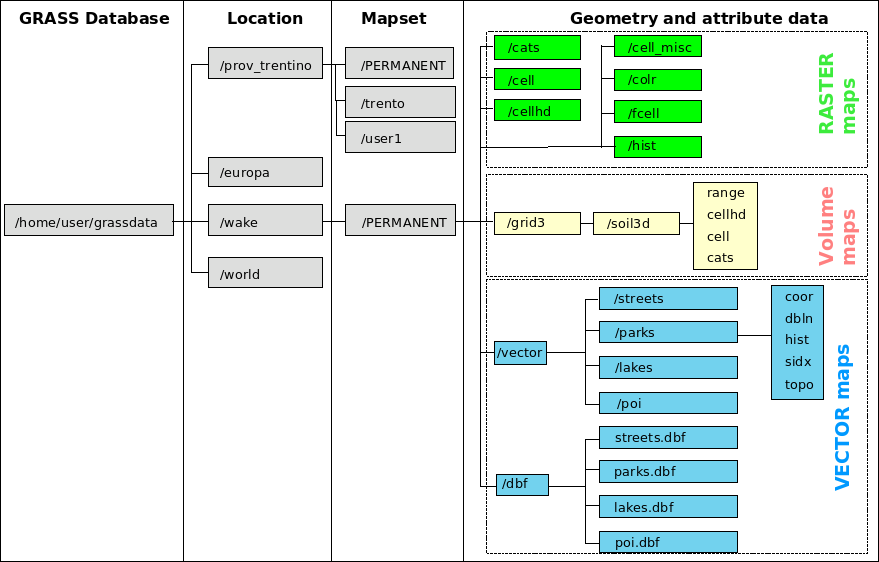 GRASS Database
Location
Mapset
Geometry and attribute data
/home/user/grassdata
/prov_trentino
/europa
/wake
/world
/PERMANENT
/trento
/user1
/PERMANENT
/cats
/cell
/cellhd
/cell_misc
/colr
/fcell
/hist
RASTER
maps
/grid3
/soil3d
range
cellhd
cell
cats
Volume
maps
/vector
/streets
/parks
/lakes
/poi
coor
dbln
hist
sidx
topo
/dbf
streets.dbf
parks.dbf
lakes.dbf
poi.dbf
VECTOR maps